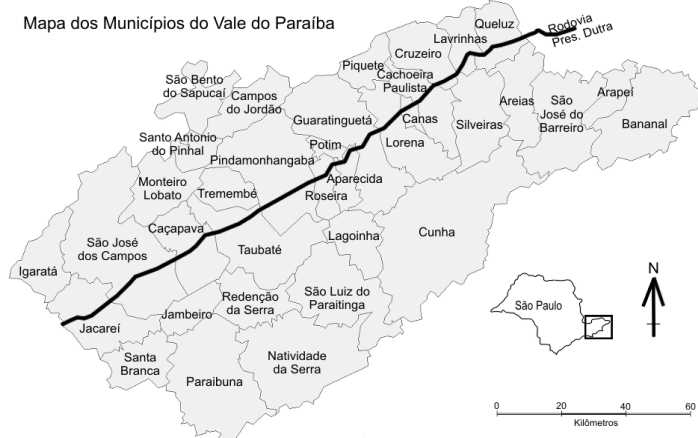 Mapa dos Municípios do Vale do Paraíba
Queluz
Lavrinhas
Rodovia
Pres. Dutra
Cruzeiro
Piquete
Cachoeira
Paulista
São Bento
do Sapucaí
Campos
do Jordão
Guaratinguetá
Canas
Silveiras
Areias
São
José do
Barreiro
Arapeí
Bananal
Santo Antonio
do Pinhal
Potim
Lorena
Pindamonhangaba
Aparecida
Monteiro
Lobato
Tremembé
Roseira
Caçapava
Lagoinha
Cunha
São José
dos Campos
Taubaté
Igaratá
Redenção
da Serra
São Luiz do
Paraitinga
Jacareí
Jambeiro
Santa
Branca
Paraibuna
Natividade
da Serra
São Paulo
N
0 20 40 60
Quilômetros